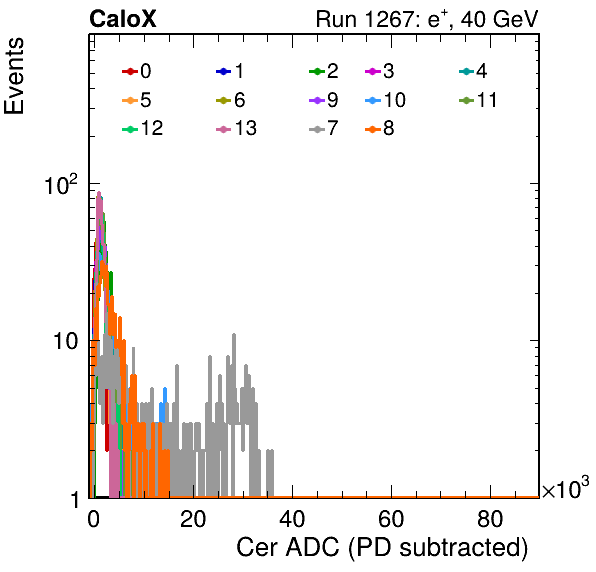 CaloX Run 1267: e⁺, 40 GeV
Events
0 1 2 3 4
5 6 9 10 11
12 13 7 8
10²
10
1
0 20 40 60 80 ×10³
Cer ADC (PD subtracted)